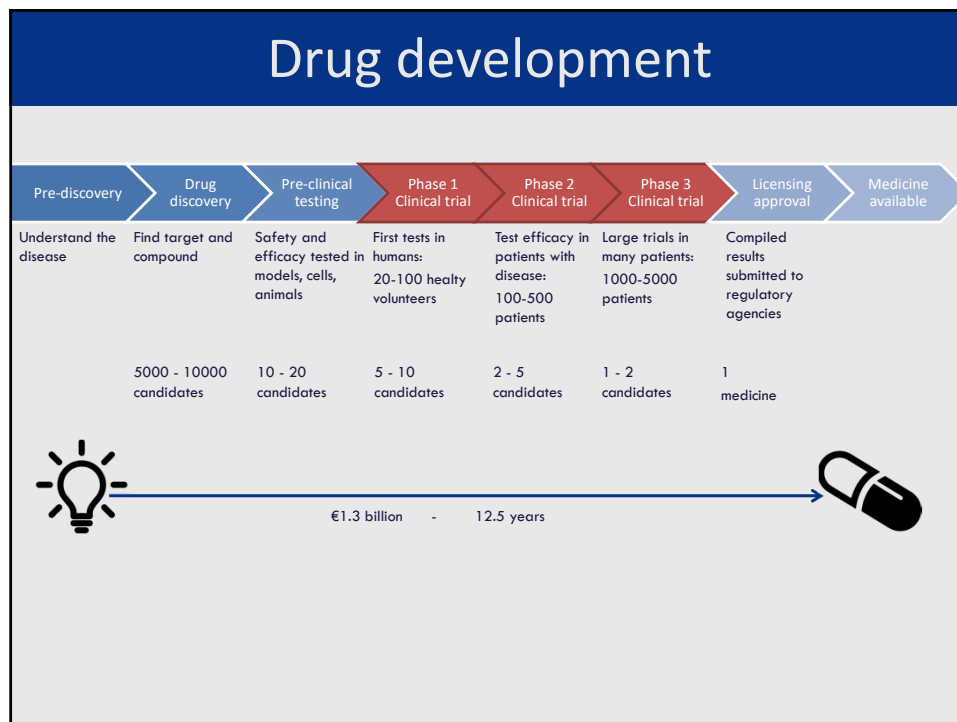 Drug development
Pre-discovery
Drug
discovery
Pre-clinical
testing
Phase 1
Clinical trial
Phase 2
Clinical trial
Phase 3
Clinical trial
Licensing
approval
Medicine
available
Understand the
disease
Find target and
compound
Safety and
efficacy tested in
models, cells,
animals
First tests in
humans:
20-100 healty
volunteers
Test efficacy in
patients with
disease:
100-500
patients
Large trials in
many patients:
1000-5000
patients
Compiled
results
submitted to
regulatory
agencies
5000 - 10000
candidates
10 - 20
candidates
5 - 10
candidates
2 - 5
candidates
1 - 2
candidates
1
medicine
€1.3 billion - 12.5 years